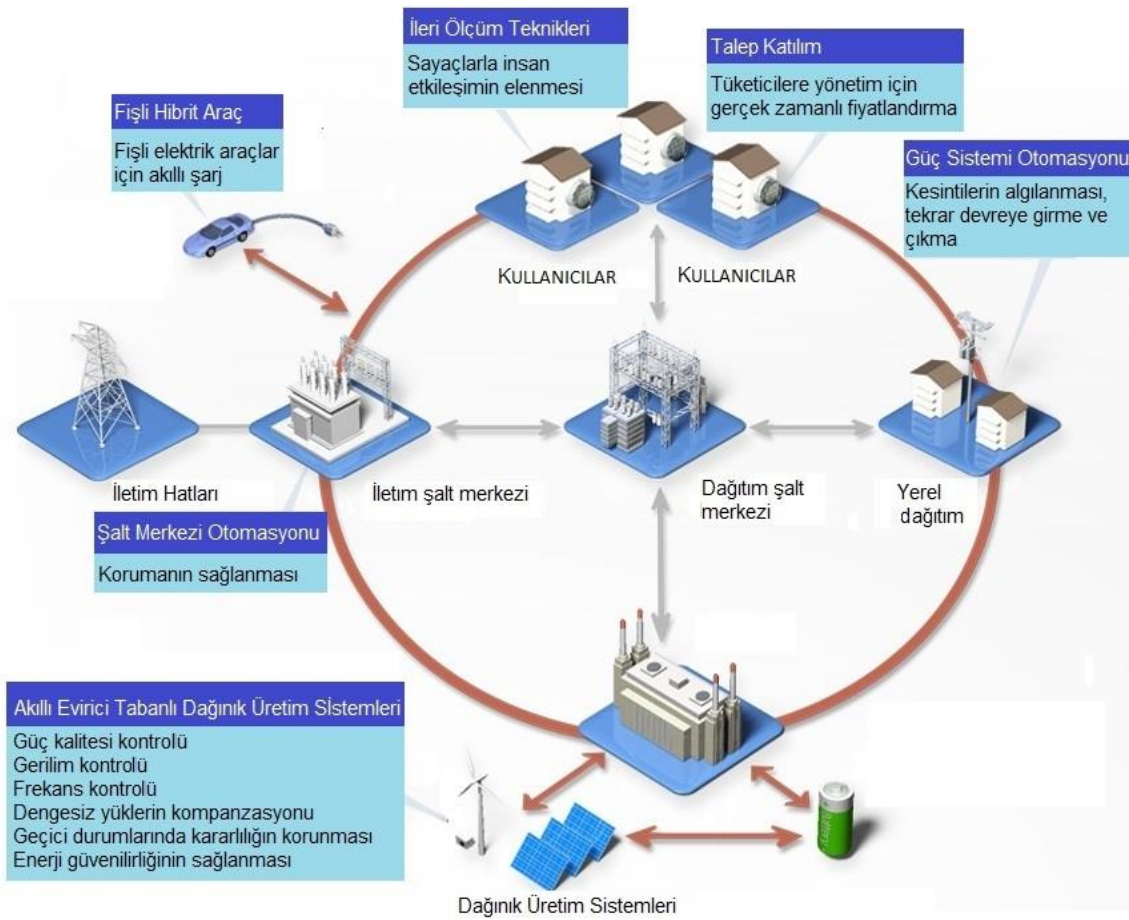 İleri Ölçüm Teknikleri
Sayaçlarla insan
etkileşimin elenmesi
Talep Katılım
Tüketicilere yönetim için
gerçek zamanlı fiyatlandırma
Fişli Hibrit Araç
Fişli elektrik araçlar
için akıllı şarj
Güç Sistemi Otomasyonu
Kesintilerin algılanması,
tekrar devreye girme ve
çıkma
KULLANICILAR
KULLANICILAR
İletim Hatları
İletım şalt merkezi
Dağıtım şalt
merkezi
Yerel
dağıtım
Şalt Merkezi Otomasyonu
Korumanın sağlanması
Akıllı Evirici Tabanlı Dağınık Üretim Sİstemleri
Güç kalitesi kontrolü
Gerilim kontrolü
Frekans kontrolü
Dengesiz yüklerin kompanzasyonu
Geçici durumlarında kararlılığın korunması
Enerji güvenilirliğinin sağlanması
Battery
Dağınık Üretim Sistemleri